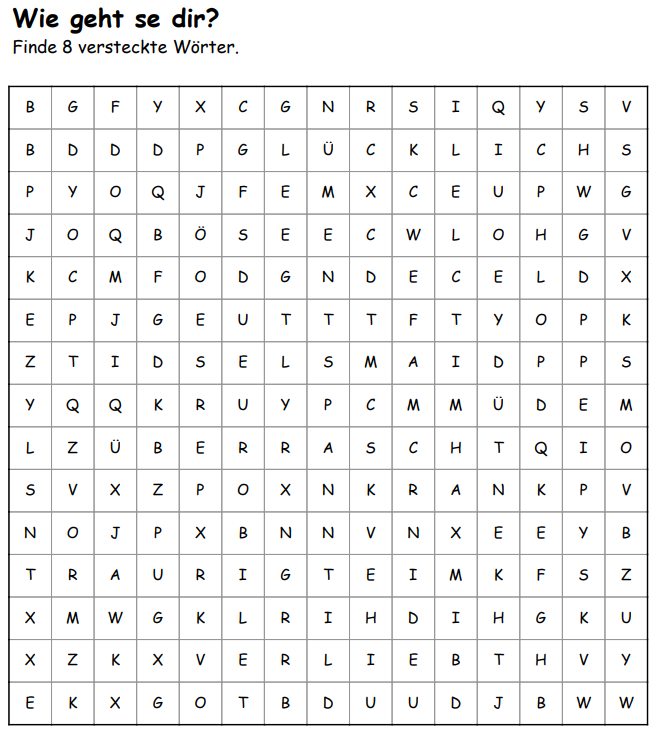 Wie geht se dir?
Finde 8 versteckte Wörter.
B G F Y X C G N R S I Q Y S V
B D D D P G L Ü C K L I C H S
P Y O Q J F E M X C E U P W G
J O Q B Ö S E E C W L O H G V
K C M F O D G N D E C E L D X
E P J G E U T T T F T Y O P K
Z T I D S E L S M A I D P P S
Y Q Q K R U Y P C M M Ü D E M
L Z Ü B E R R A S C H T Q I O
S V X Z P O X N K R A N K P V
N O J P X B N N V N X E E Y B
T R A U R I G T E I M K F S Z
X M W G K L R I H D I H G K U
X Z K X V E R L I E B T H V Y
E K X G O T B D U U D J B W W